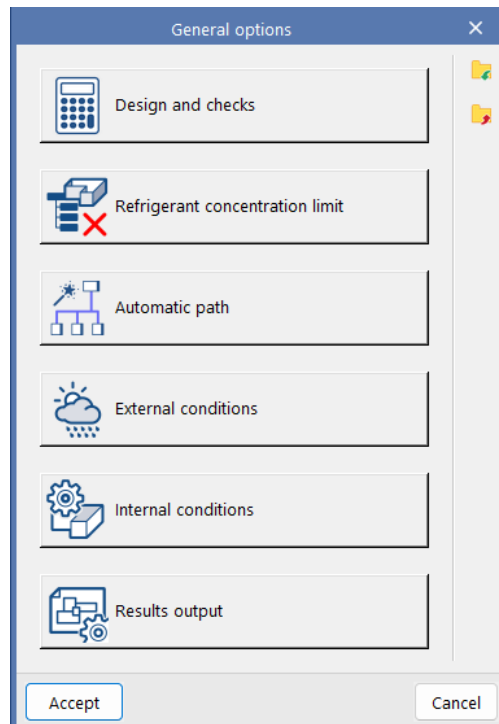 General options
Design and checks
Refrigerant concentration limit
Automatic path
External conditions
Internal conditions
Results output
Accept
Cancel